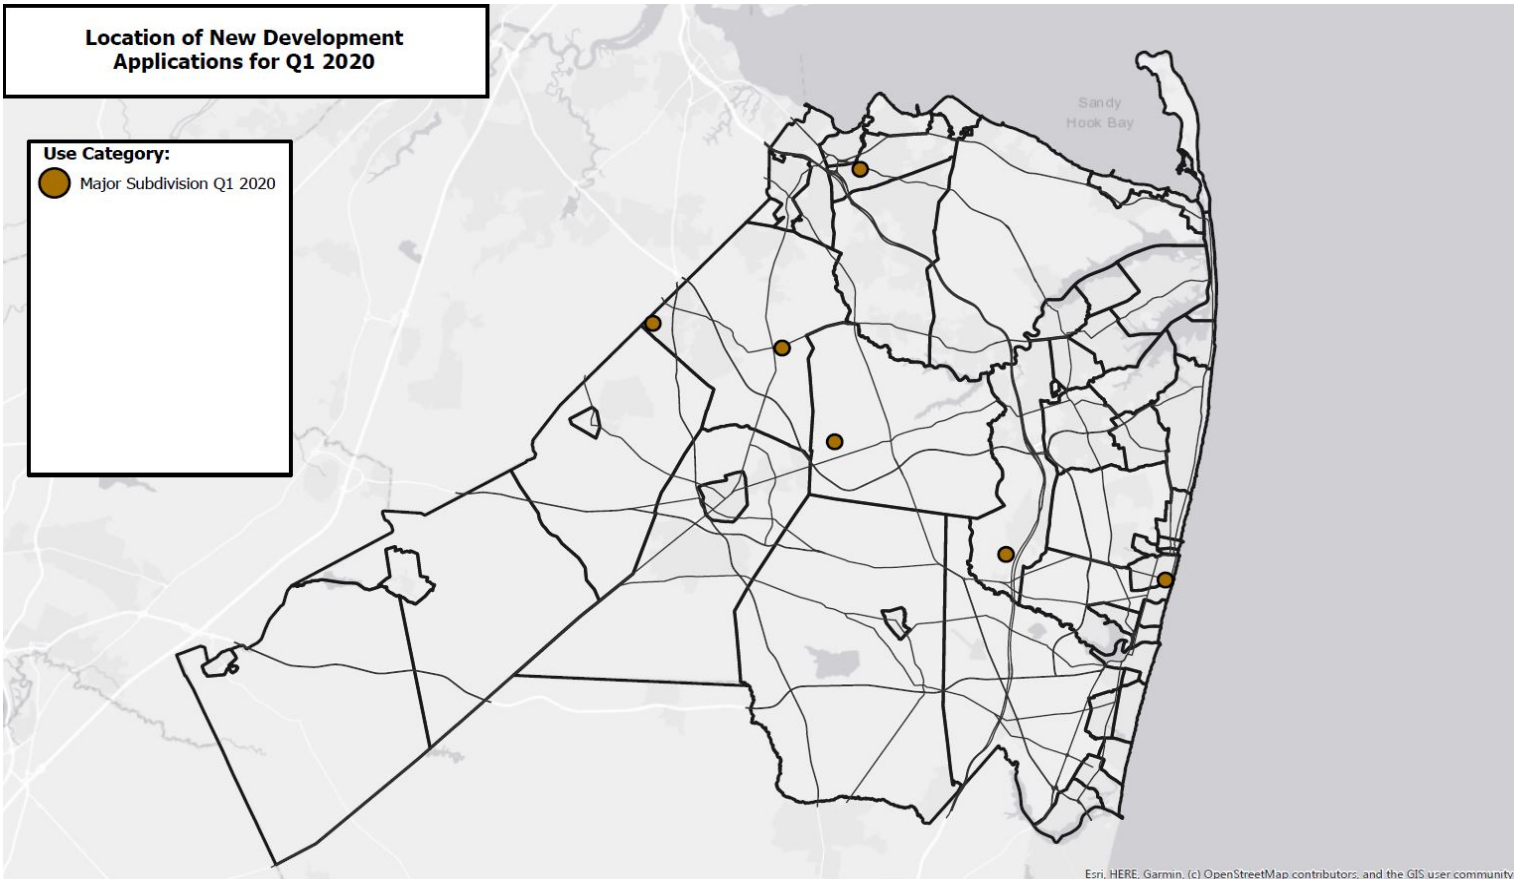 Location of New Development
Applications for Q1 2020
Use Category:
Major Subdivision Q1 2020
Sandy
Hook Bay
Esri, HERE, Garmin, (c) OpenStreetMap contributors, and the GIS user community